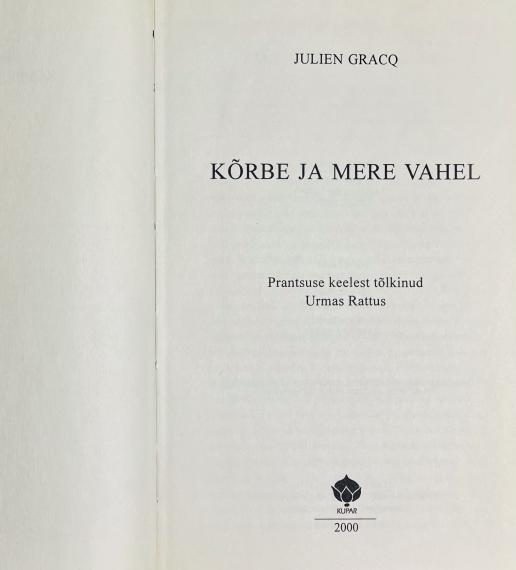 JULIEN GRACQ
KÕRBE JA MERE VAHEL
Prantsuse keelest tõlkinud
Urmas Rattus
KUPAR
2000